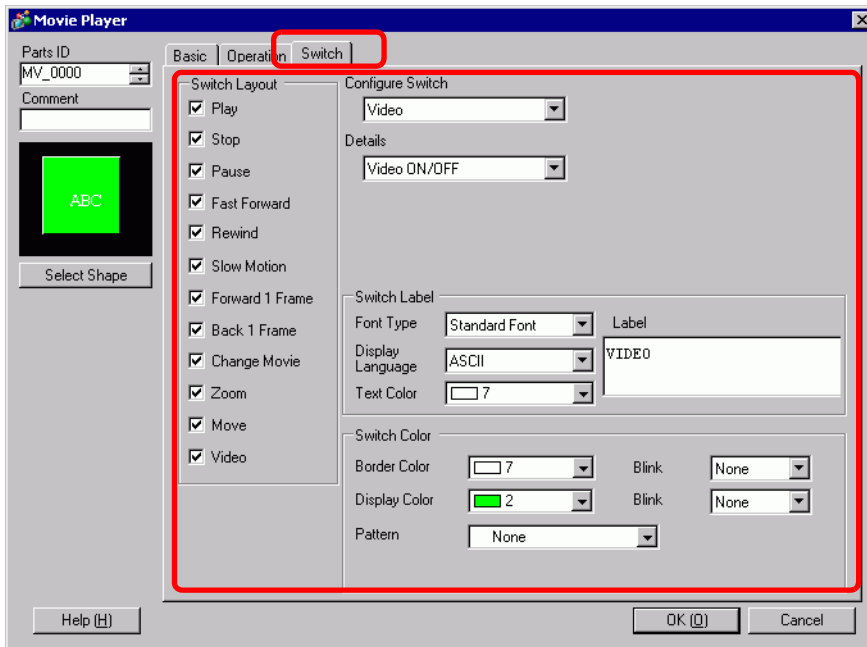 Movie Player
Parts ID
MV_0000
Comment
ABC
Select Shape
Basic Operation Switch
Switch Layout
Play
Stop
Pause
Fast Forward
Rewind
Slow Motion
Forward 1 Frame
Back 1 Frame
Change Movie
Zoom
Move
Video
Configure Switch
Video
Details
Video ON/OFF
Switch Label
Font Type Standard Font
Display
Language ASCII
Text Color 7
Label
VIDEO
Switch Color
Border Color 7 Blink None
Display Color 2 Blink None
Pattern None
Help (H) OK (O) Cancel